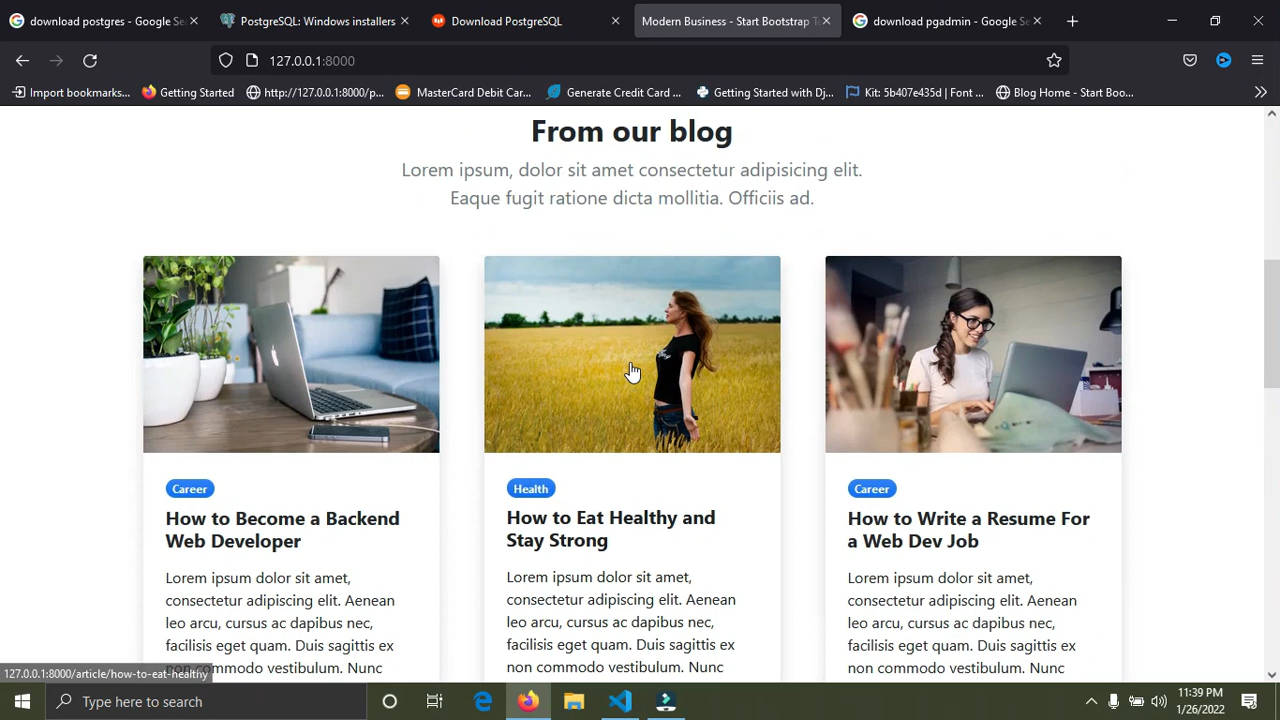 download postgres - Google Se
PostgreSQL: Windows installers
Download PostgreSQL
Modern Business - Start Bootstrap Te
download pgadmin - Google Se
127.0.0.1:8000
Import bookmarks...
Getting Started
http://127.0.0.1:8000/p...
MasterCard Debit Car...
Generate Credit Card ...
Getting Started with Dj...
Kit: 5b407e435d | Font ...
Blog Home - Start Boo...
From our blog
Lorem ipsum, dolor sit amet consectetur adipisicing elit.
Eaque fugit ratione dicta mollitia. Officiis ad.
Career
How to Become a Backend
Web Developer
Lorem ipsum dolor sit amet,
consectetur adipiscing elit. Aenean
leo arcu, cursus ac dapibus nec,
facilisis eget quam. Duis sagittis ex
non commodo vestibulum. Nunc
Health
How to Eat Healthy and
Stay Strong
Lorem ipsum dolor sit amet,
consectetur adipiscing elit. Aenean
leo arcu, cursus ac dapibus nec,
facilisis eget quam. Duis sagittis ex
non commodo vestibulum. Nunc
Career
How to Write a Resume For
a Web Dev Job
Lorem ipsum dolor sit amet,
consectetur adipiscing elit. Aenean
leo arcu, cursus ac dapibus nec,
facilisis eget quam. Duis sagittis ex
non commodo vestibulum. Nunc
127.0.0.1:8000/article/how-to-eat-healthy
Type here to search
11:39 PM
1/26/2022